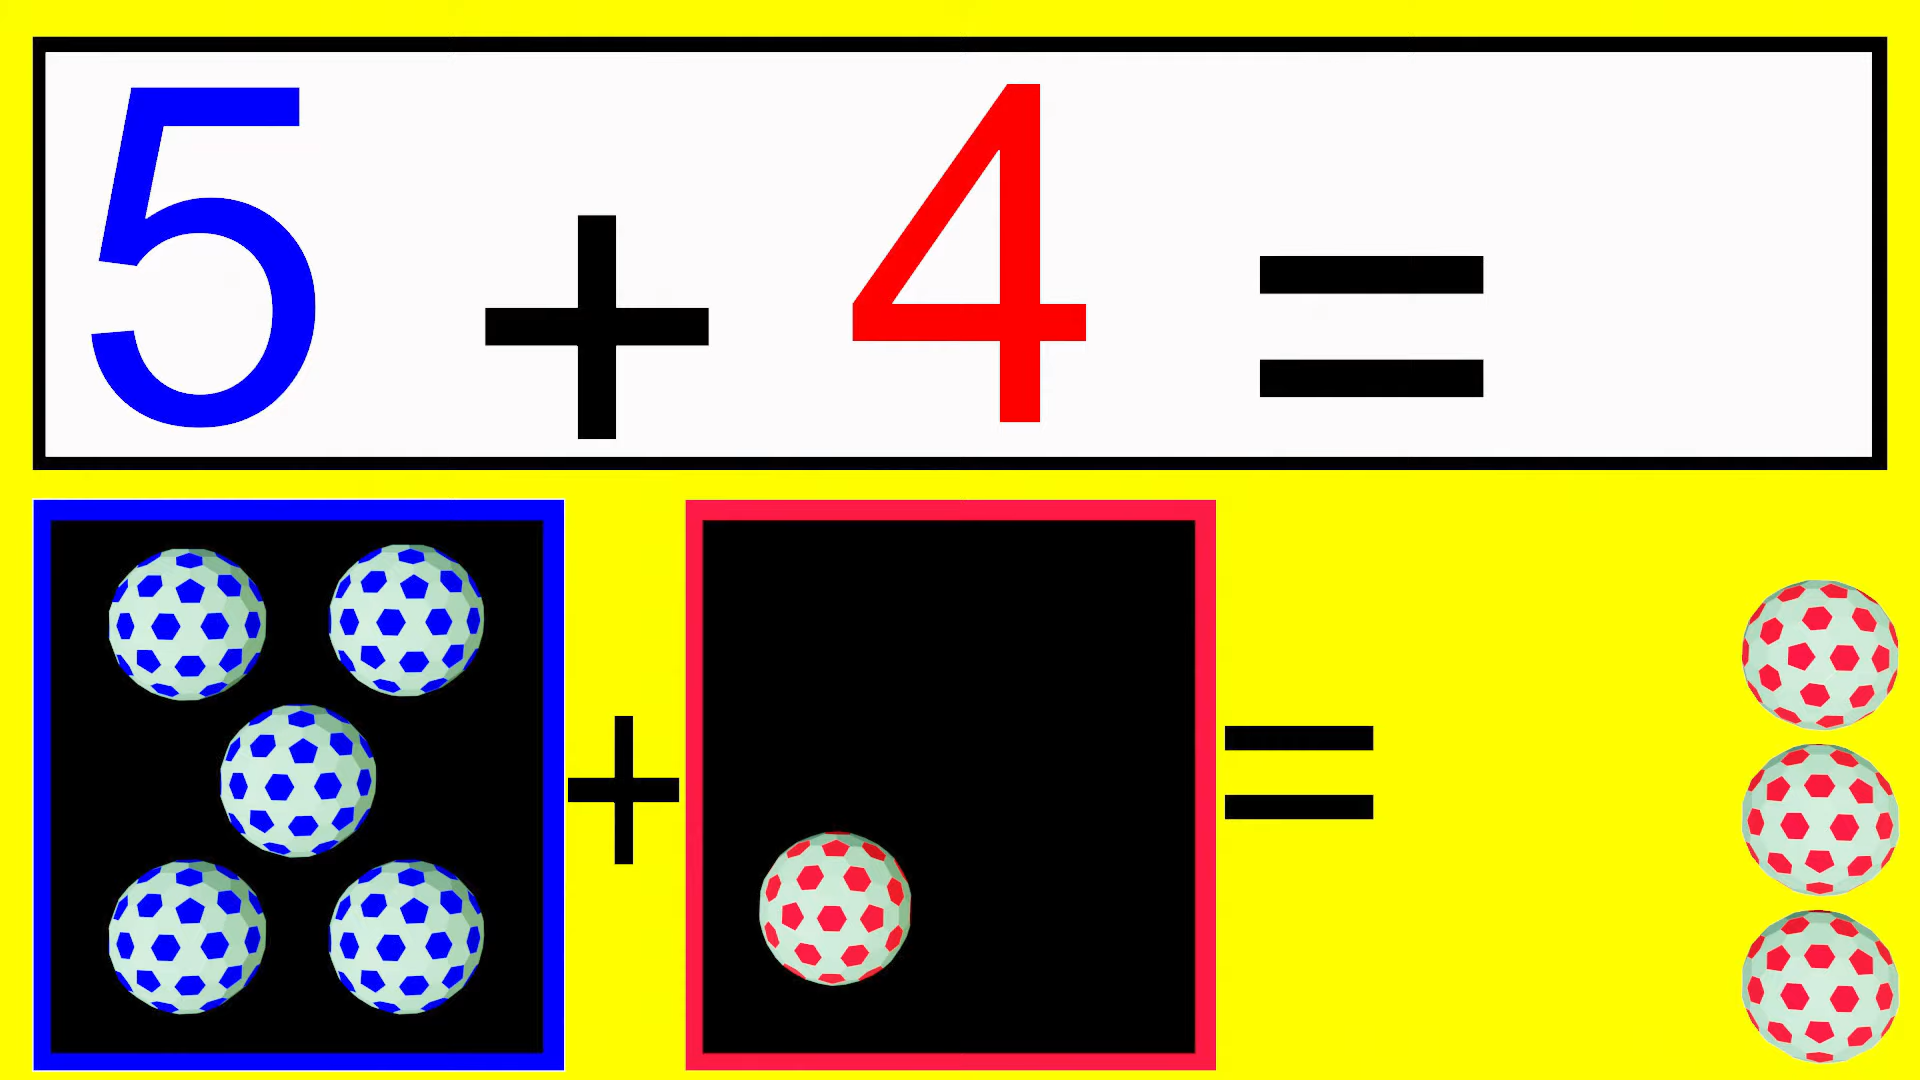 5 + 4 =
+ =